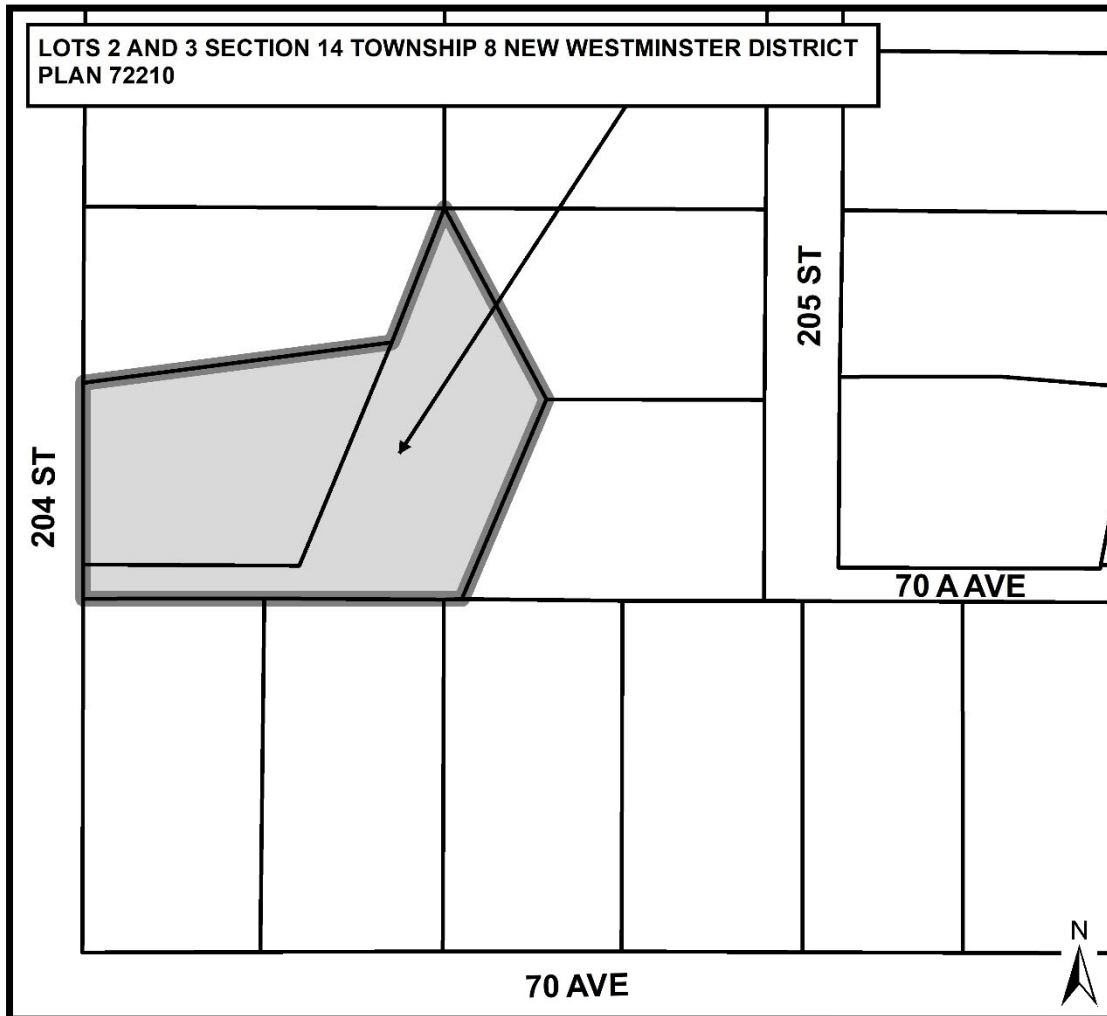 LOTS 2 AND 3 SECTION 14 TOWNSHIP 8 NEW WESTMINSTER DISTRICT
PLAN 72210
205 ST
204 ST
70 A AVE
N
70 AVE